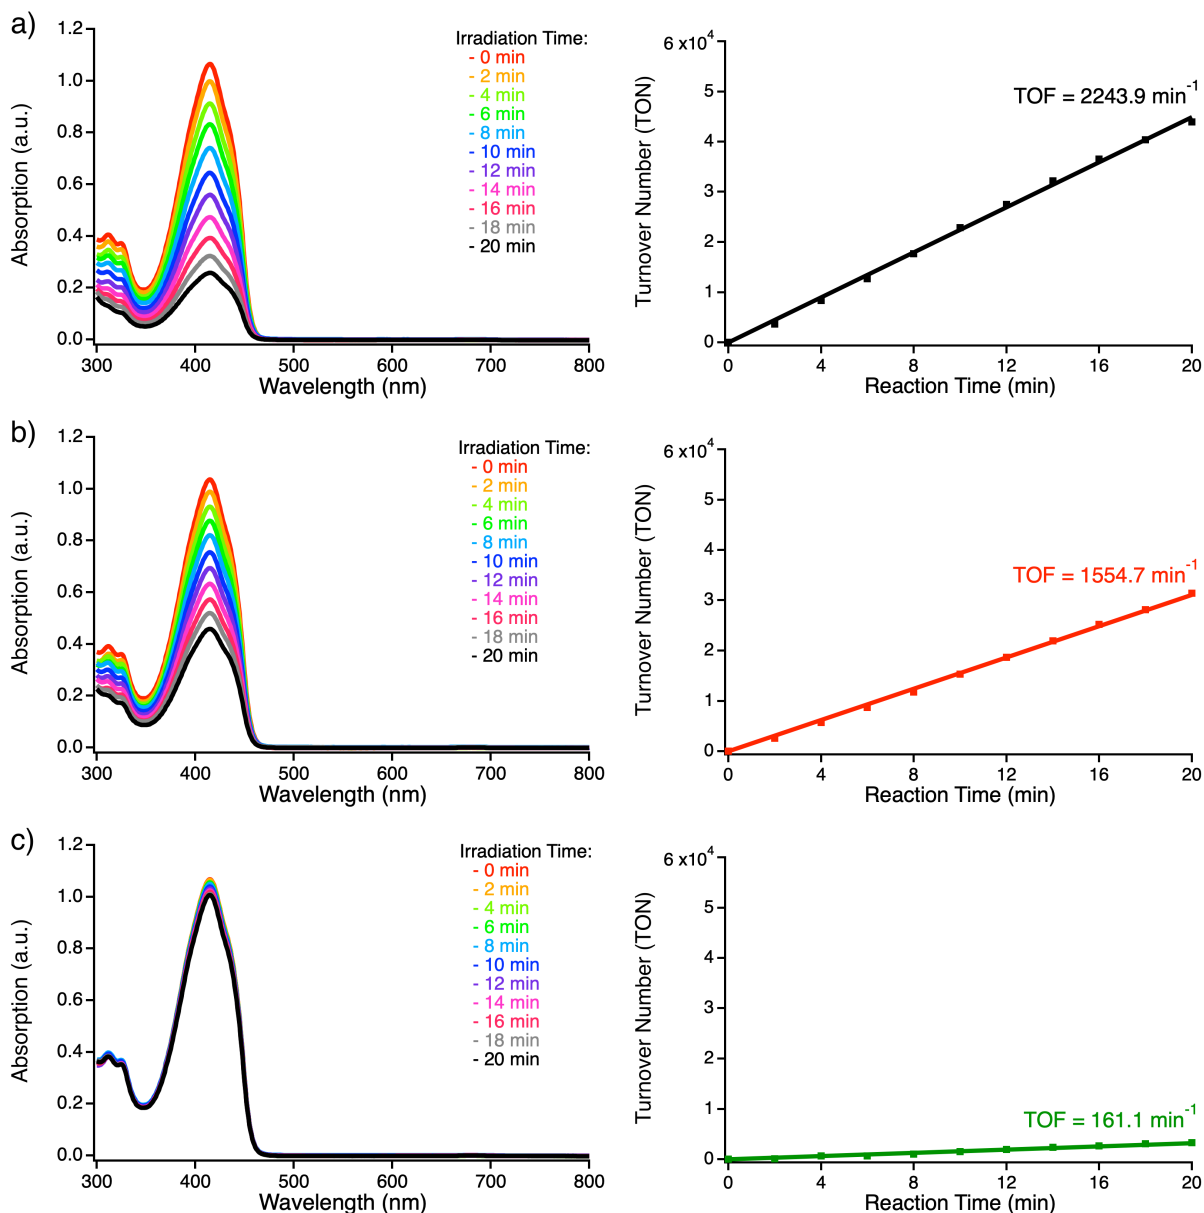 a)
1.2
1.0
0.8
0.6
0.4
0.2
0.0
Absorption (a.u.)
300 400 500 600 700 800
Wavelength (nm)
Irradiation Time:
- 0 min
- 2 min
- 4 min
- 6 min
- 8 min
- 10 min
- 12 min
- 14 min
- 16 min
- 18 min
- 20 min
6 x10⁴
5
4
3
2
1
0
Turnover Number (TON)
TOF = 2243.9 min⁻¹
0 4 8 12 16 20
Reaction Time (min)
b)
1.2
1.0
0.8
0.6
0.4
0.2
0.0
Absorption (a.u.)
300 400 500 600 700 800
Wavelength (nm)
Irradiation Time:
- 0 min
- 2 min
- 4 min
- 6 min
- 8 min
- 10 min
- 12 min
- 14 min
- 16 min
- 18 min
- 20 min
6 x10⁴
5
4
3
2
1
0
Turnover Number (TON)
TOF = 1554.7 min⁻¹
0 4 8 12 16 20
Reaction Time (min)
c)
1.2
1.0
0.8
0.6
0.4
0.2
0.0
Absorption (a.u.)
300 400 500 600 700 800
Wavelength (nm)
Irradiation Time:
- 0 min
- 2 min
- 4 min
- 6 min
- 8 min
- 10 min
- 12 min
- 14 min
- 16 min
- 18 min
- 20 min
6 x10⁴
5
4
3
2
1
0
Turnover Number (TON)
TOF = 161.1 min⁻¹
0 4 8 12 16 20
Reaction Time (min)